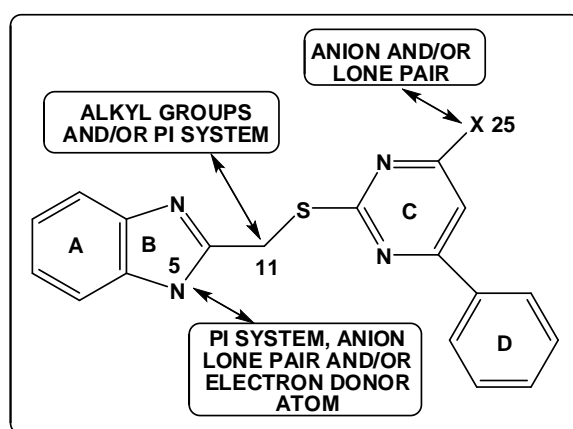 ANION AND/OR
LONE PAIR
ALKYL GROUPS
AND/OR PI SYSTEM
X 25
N
S
C
N
A
B
N
5
11
N
D
PI SYSTEM, ANION
LONE PAIR AND/OR
ELECTRON DONOR
ATOM